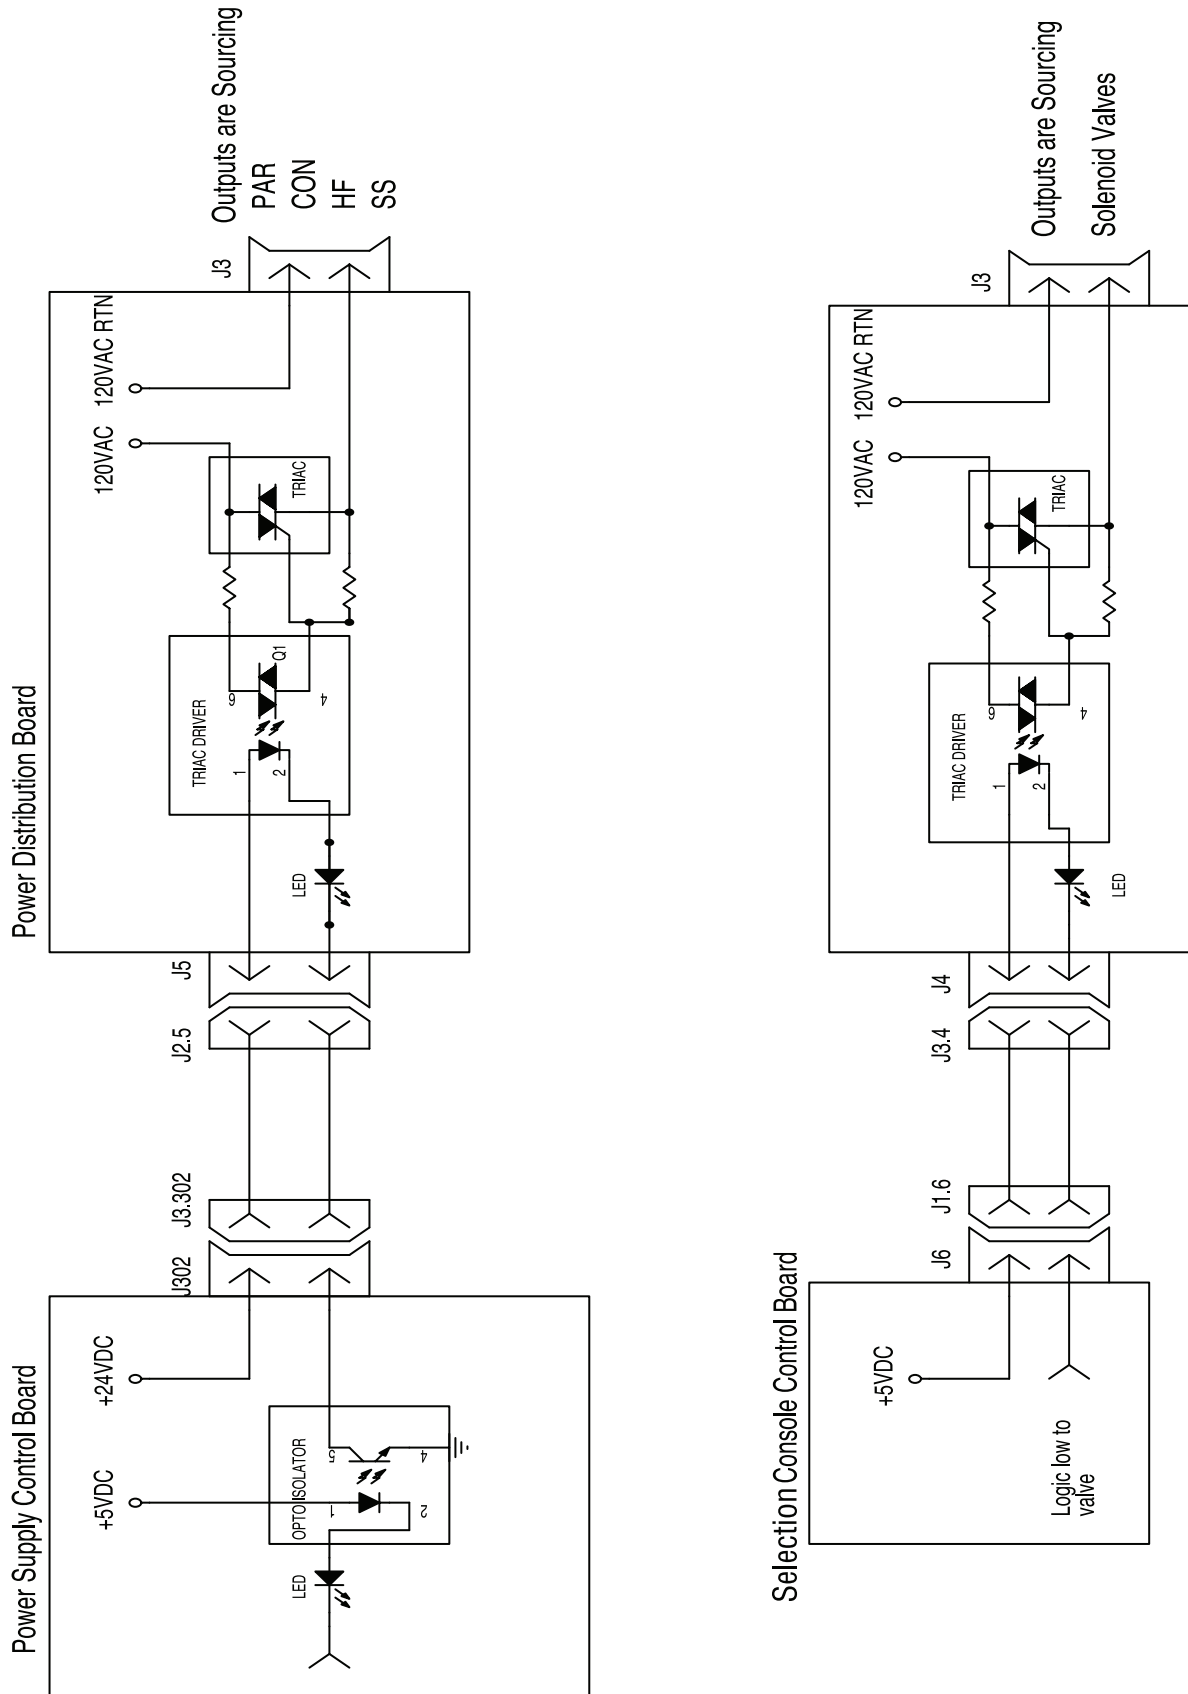 Power Supply Control Board
+5VDC
+24VDC
LED
OPTO ISOLATOR
1
2
5
4
J302
J3.302
J2.5
J5
Power Distribution Board
LED
TRIAC DRIVER
1
2
6
4
Q1
TRIAC
120VAC
120VAC RTN
J3
Outputs are Sourcing
PAR
CON
HF
SS
Selection Console Control Board
+5VDC
Logic low to
valve
J6
J1.6
J3.4
J4
LED
TRIAC DRIVER
1
2
6
4
TRIAC
120VAC
120VAC RTN
J3
Outputs are Sourcing
Solenoid Valves